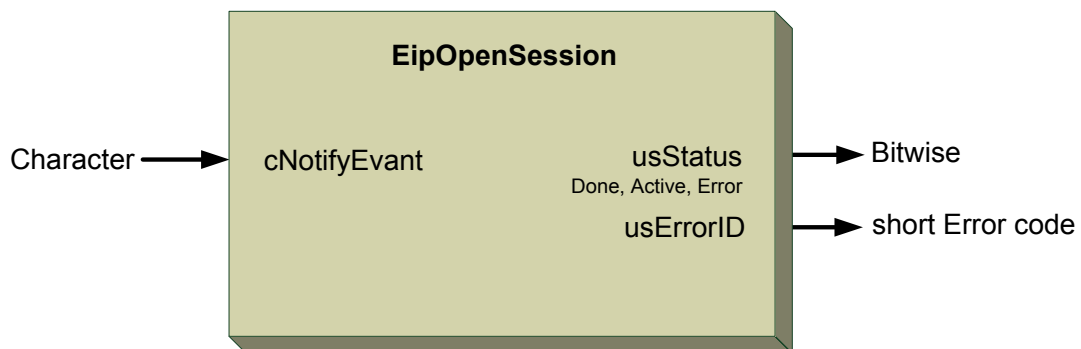 EipOpenSession
Character
cNotifyEvant
usStatus
Bitwise
Done, Active, Error
usErrorID
short Error code